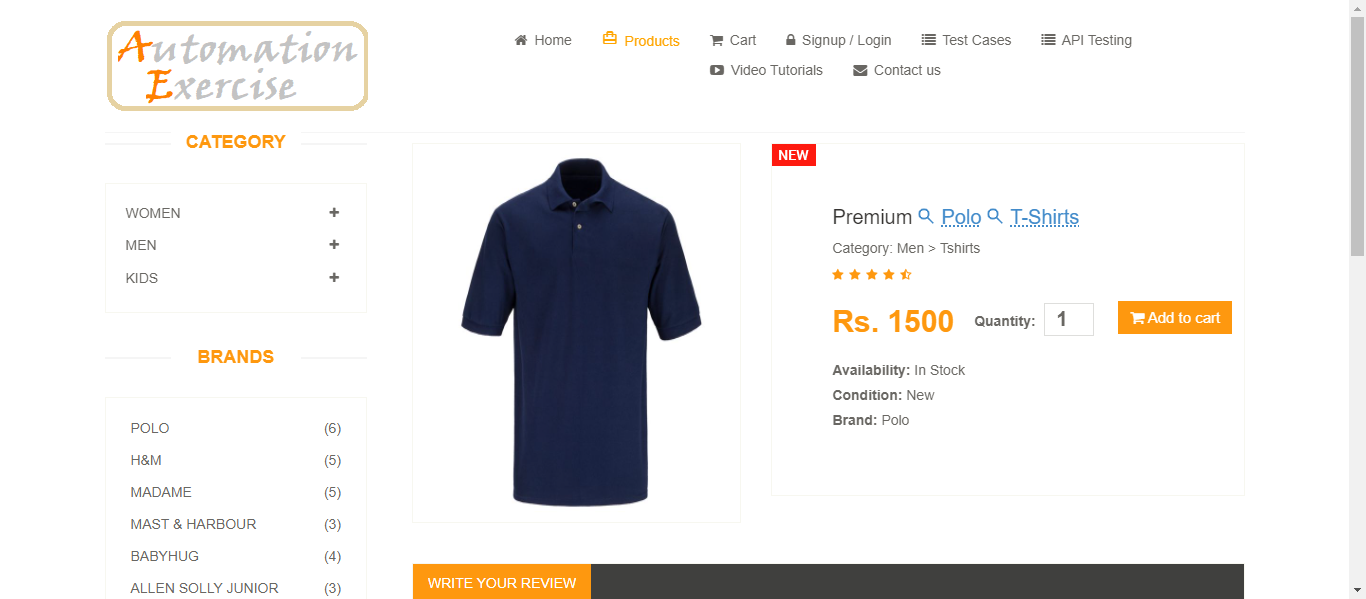 Automation
Exercise
Home Products Cart Signup / Login Test Cases API Testing
Video Tutorials Contact us
CATEGORY
WOMEN
MEN
KIDS
BRANDS
POLO (6)
H&M (5)
MADAME (5)
MAST & HARBOUR (3)
BABYHUG (4)
ALLEN SOLLY JUNIOR (3)
NEW
Premium Polo T-Shirts
Category: Men > Tshirts
Rs. 1500 Quantity: 1 Add to cart
Availability: In Stock
Condition: New
Brand: Polo
WRITE YOUR REVIEW